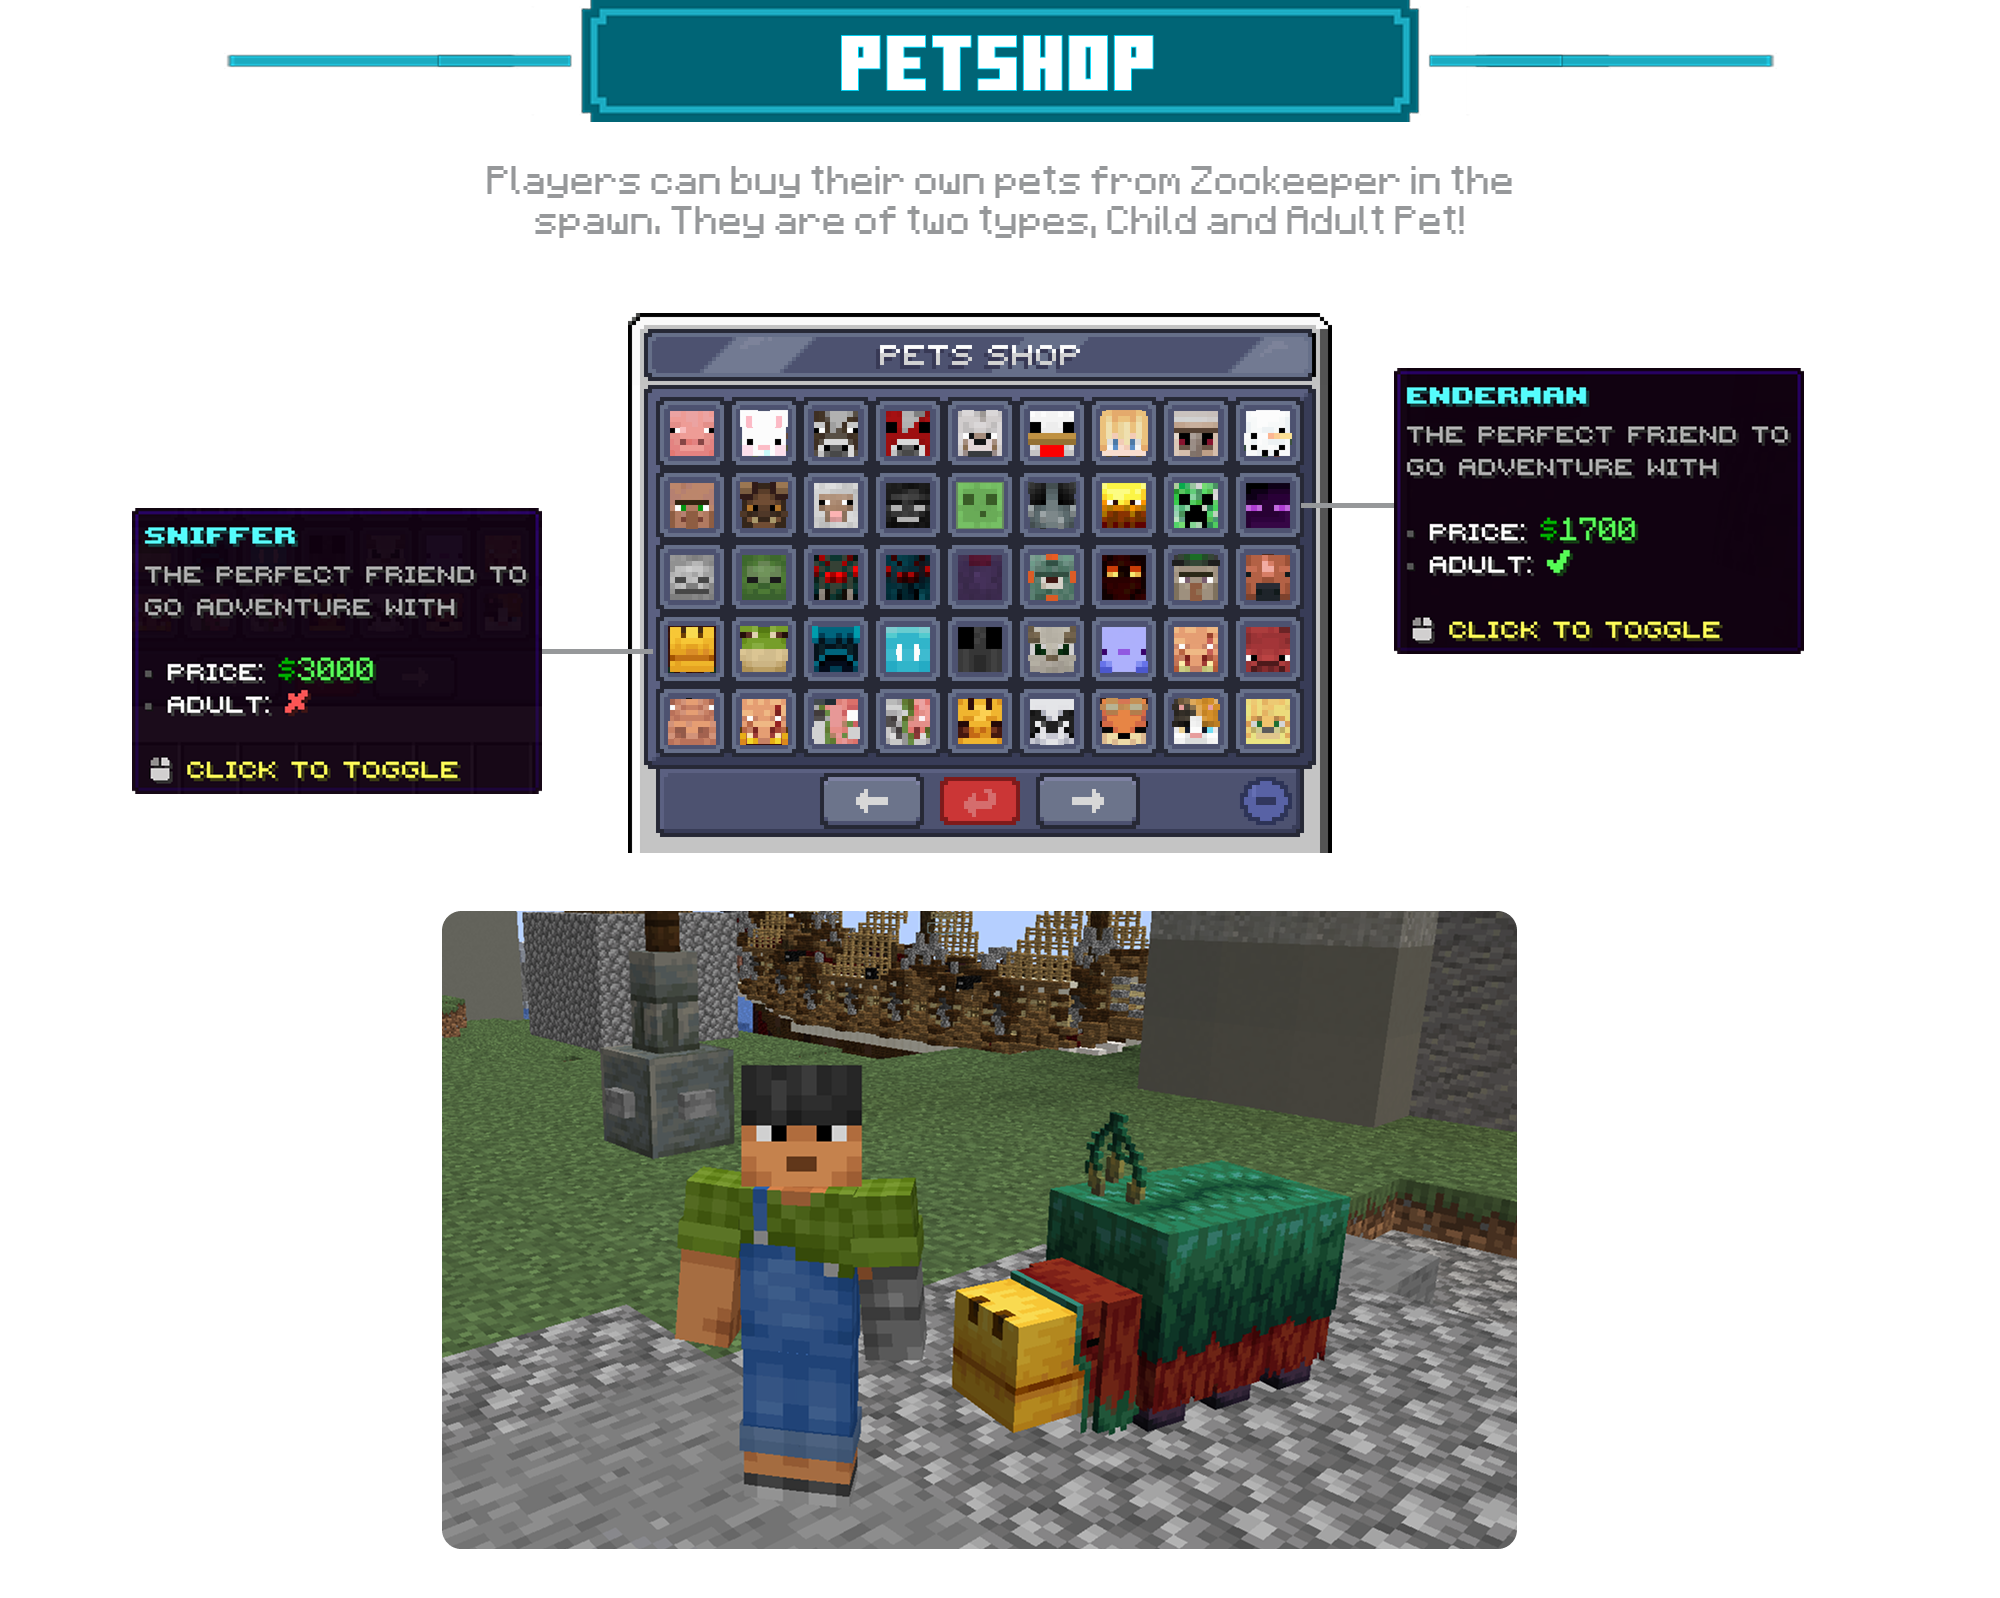 PETSHOP
Players can buy their own pets from Zookeeper in the
spawn. They are of two types, Child and Adult Pet!
PETS SHOP
ENDERMAN
THE PERFECT FRIEND TO
GO ADVENTURE WITH
PRICE: $1700
ADULT: ✔
CLICK TO TOGGLE
SNIFFER
THE PERFECT FRIEND TO
GO ADVENTURE WITH
PRICE: $3000
ADULT: ✘
CLICK TO TOGGLE